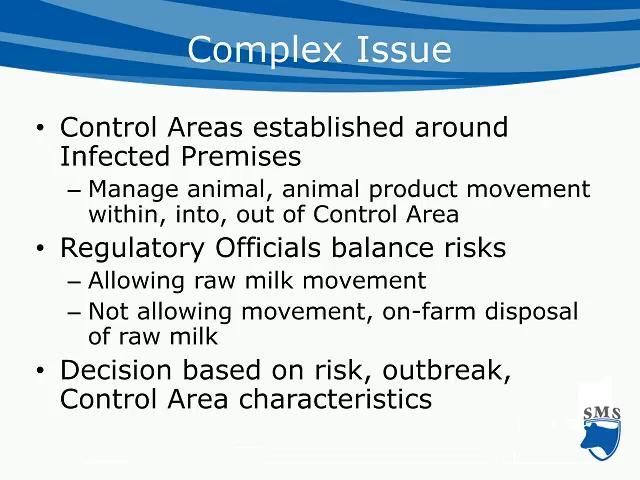 Complex Issue
• Control Areas established around
Infected Premises
– Manage animal, animal product movement
within, into, out of Control Area
• Regulatory Officials balance risks
– Allowing raw milk movement
– Not allowing movement, on-farm disposal
of raw milk
• Decision based on risk, outbreak,
Control Area characteristics
SMS